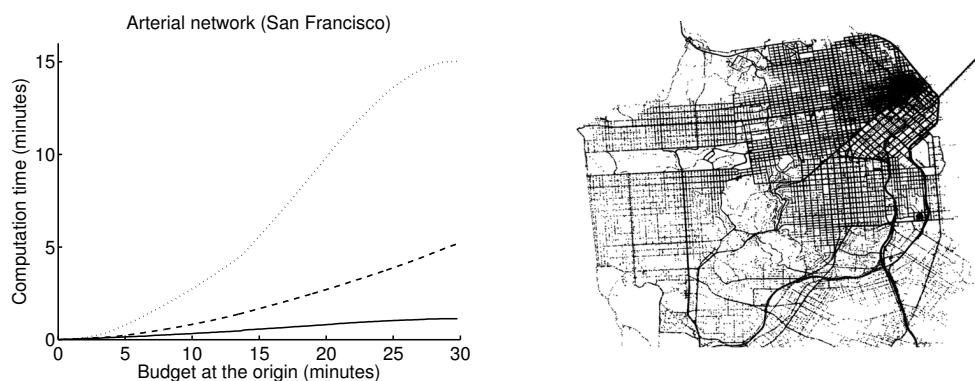 Arterial network (San Francisco)
Computation time (minutes)
15
10
5
0
0 5 10 15 20 25 30
Budget at the origin (minutes)